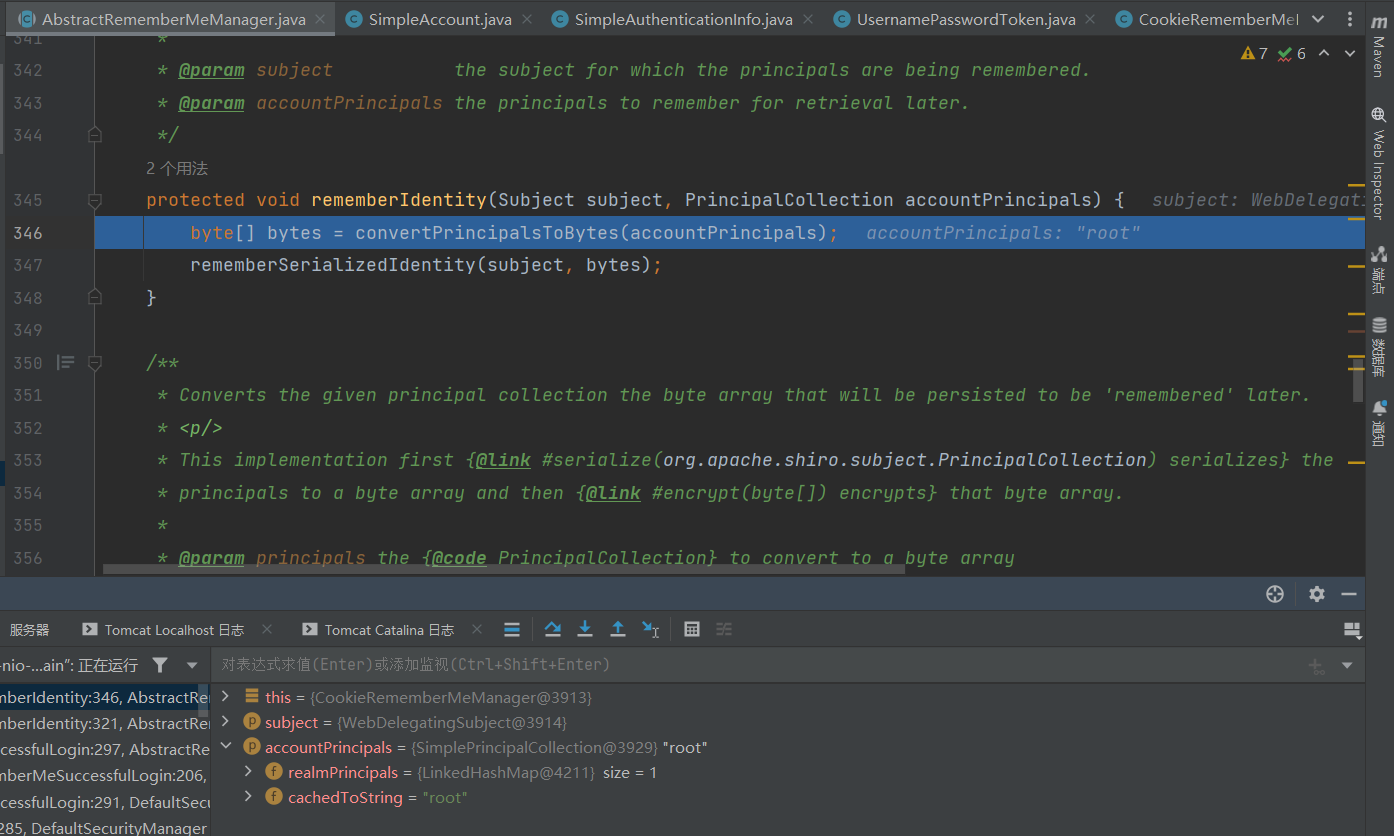 AbstractRememberMeManager.java
SimpleAccount.java
SimpleAuthenticationInfo.java
UsernamePasswordToken.java
CookieRememberMe
7 6
341 *
342 * @param subject the subject for which the principals are being remembered.
343 * @param accountPrincipals the principals to remember for retrieval later.
344 */
2 个用法
345 protected void rememberIdentity(Subject subject, PrincipalCollection accountPrincipals) { subject: WebDelegati
346 byte[] bytes = convertPrincipalsToBytes(accountPrincipals); accountPrincipals: "root"
347 rememberSerializedIdentity(subject, bytes);
348 }
349
350 /**
351 * Converts the given principal collection the byte array that will be persisted to be 'remembered' later.
352 * <p/>
353 * This implementation first {@link #serialize(org.apache.shiro.subject.PrincipalCollection) serializes} the
354 * principals to a byte array and then {@link #encrypt(byte[]) encrypts} that byte array.
355 *
356 * @param principals the {@code PrincipalCollection} to convert to a byte array
m
Maven
Web Inspector
端点
数据库
通知
服务器
Tomcat Localhost 日志
Tomcat Catalina 日志
-nio-...ain”: 正在运行
对表达式求值(Enter)或添加监视(Ctrl+Shift+Enter)
mberIdentity:346, AbstractRe
mberIdentity:321, AbstractRe
cessfulLogin:297, AbstractRe
mberMeSuccessfulLogin:206,
cessfulLogin:291, DefaultSecu
285, DefaultSecurityManager
this = {CookieRememberMeManager@3913}
p subject = {WebDelegatingSubject@3914}
p accountPrincipals = {SimplePrincipalCollection@3929} "root"
f realmPrincipals = {LinkedHashMap@4211} size = 1
f cachedToString = "root"